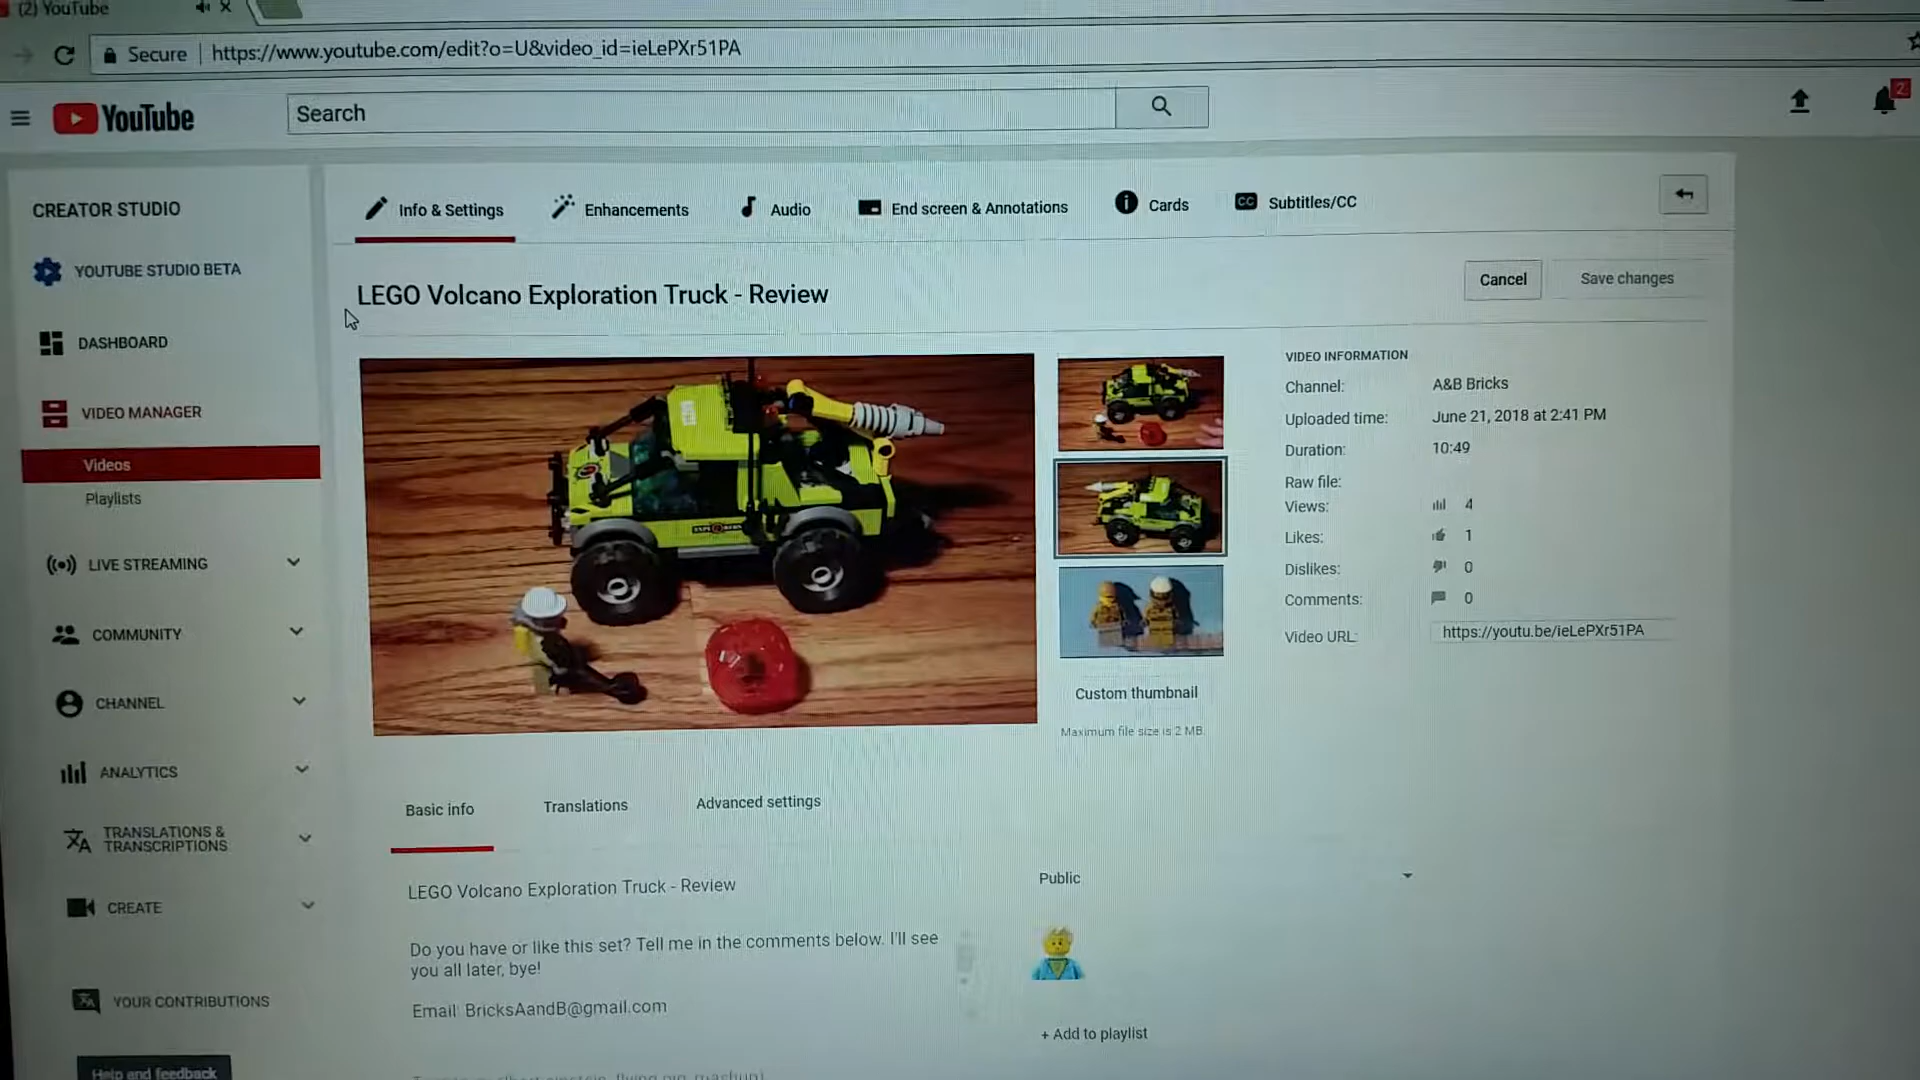 (2) YouTube
Secure https://www.youtube.com/edit?o=U&video_id=ieLePXr51PA
YouTube
Search
2
CREATOR STUDIO
YOUTUBE STUDIO BETA
DASHBOARD
VIDEO MANAGER
Videos
Playlists
LIVE STREAMING
COMMUNITY
CHANNEL
ANALYTICS
TRANSLATIONS &
TRANSCRIPTIONS
CREATE
YOUR CONTRIBUTIONS
Help and feedback
Info & Settings
Enhancements
Audio
End screen & Annotations
Cards
CC Subtitles/CC
LEGO Volcano Exploration Truck - Review
Cancel
Save changes
Custom thumbnail
Maximum file size is 2 MB.
VIDEO INFORMATION
Channel: A&B Bricks
Uploaded time: June 21, 2018 at 2:41 PM
Duration: 10:49
Raw file:
Views: 4
Likes: 1
Dislikes: 0
Comments: 0
Video URL: https://youtu.be/ieLePXr51PA
Basic info
Translations
Advanced settings
LEGO Volcano Exploration Truck - Review
Do you have or like this set? Tell me in the comments below. I'll see
you all later, bye!
Email: BricksAandB@gmail.com
Public
+ Add to playlist